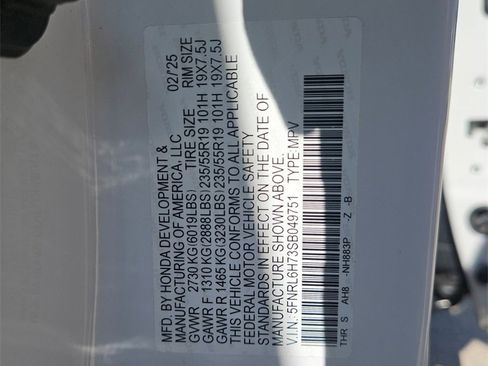 MFD. BY HONDA DEVELOPMENT &
MANUFACTURING OF AMERICA, LLC 02/25
GVWR 2730 KG(6019LBS) TIRE SIZE RIM SIZE
GAWR F 1310 KG(2888LBS)235/55R19 101H 19X7.5J
GAWR R 1465 KG(3230LBS)235/55R19 101H 19X7.5J
THIS VEHICLE CONFORMS TO ALL APPLICABLE
FEDERAL MOTOR VEHICLE SAFETY
STANDARDS IN EFFECT ON THE DATE OF
MANUFACTURE SHOWN ABOVE.
V.I.N.: 5FNRL6H73SB049751 TYPE:MPV
THR S AH8 -NH883P -Z -B